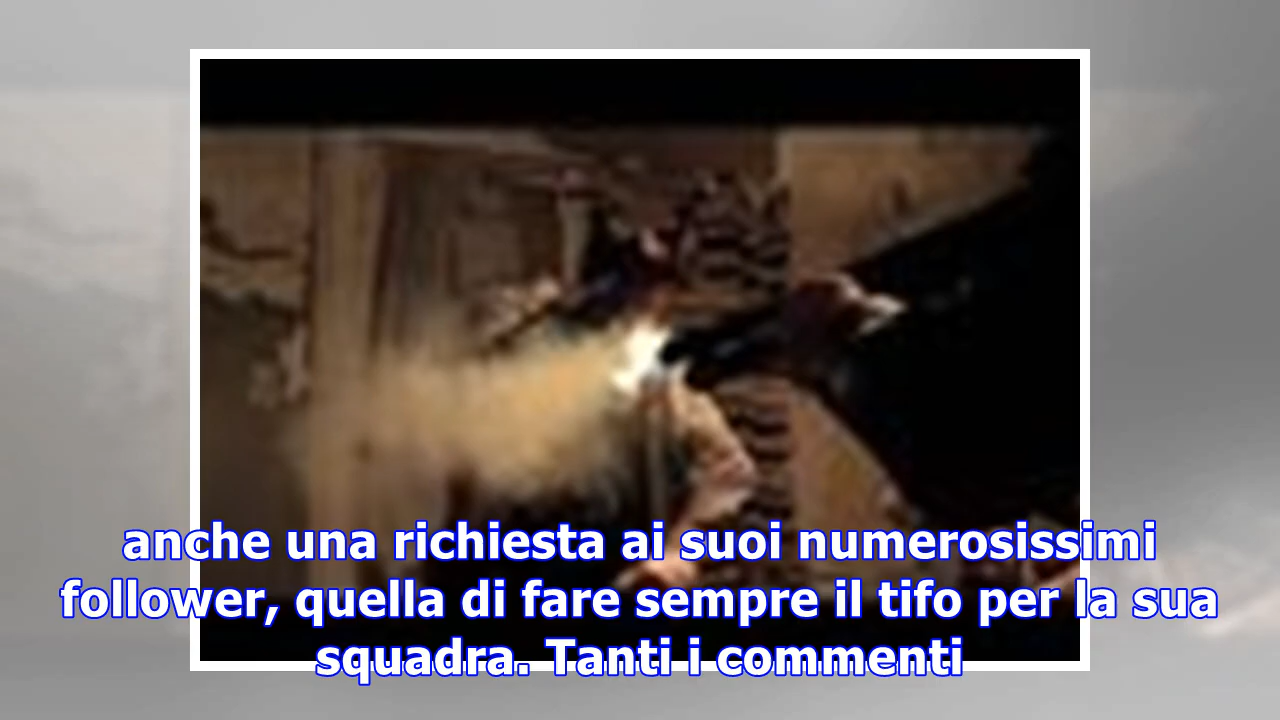 anche una richiesta ai suoi numerosissimi
follower, quella di fare sempre il tifo per la sua
squadra. Tanti i commenti